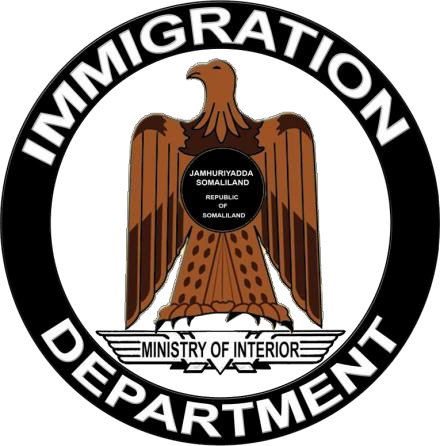 IMMIGRATION
JAMHURIYADDA
SOMALILAND
REPUBLIC
OF
SOMALILAND
MINISTRY OF INTERIOR
DEPARTMENT